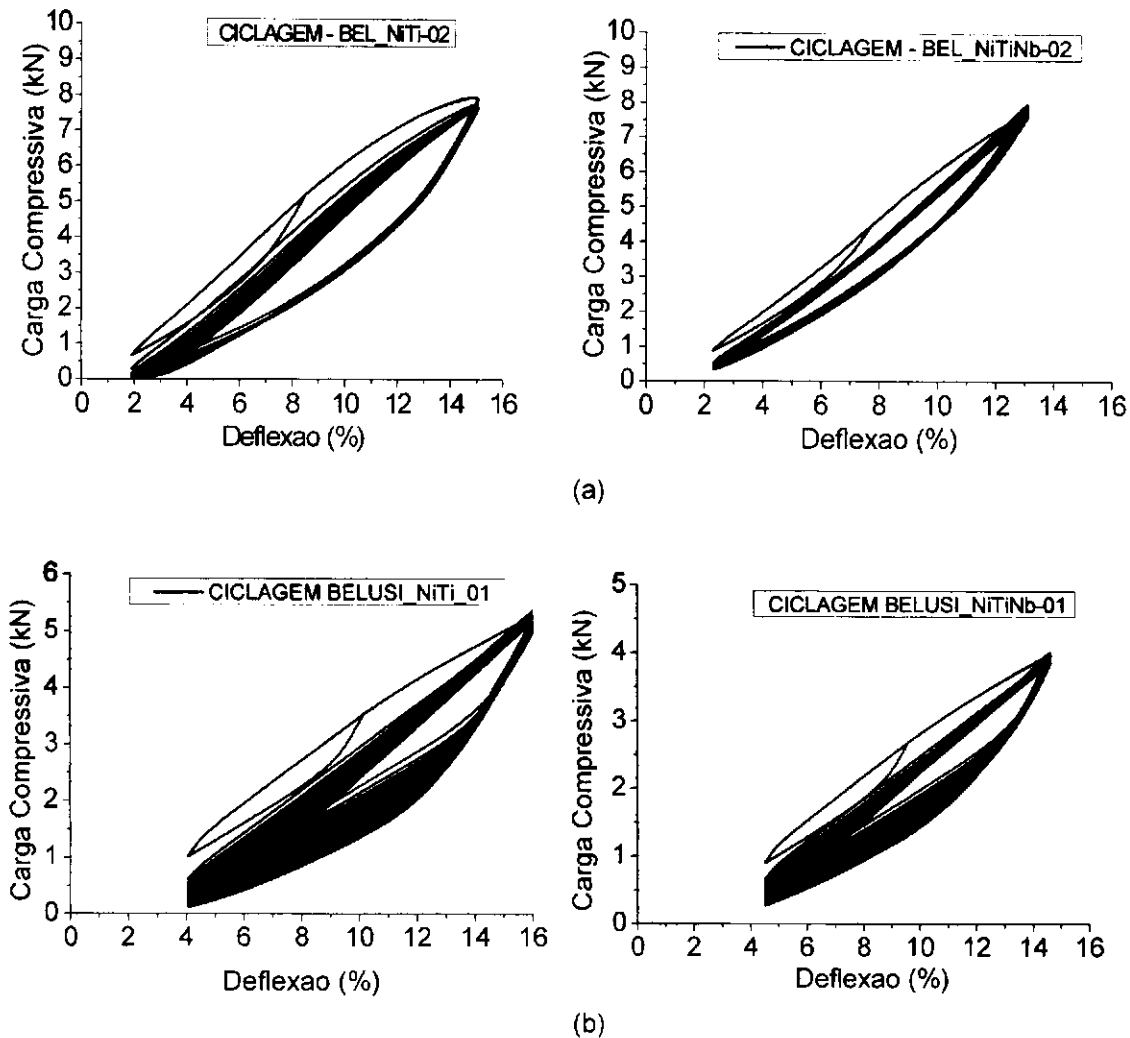 CICLAGEM - BEL_NiTi-02
Carga Compressiva (kN)
10
9
8
7
6
5
4
3
2
1
0
0 2 4 6 8 10 12 14 16
Deflexao (%)
CICLAGEM - BEL_NiTiNb-02
Carga Compressiva (kN)
10
9
8
7
6
5
4
3
2
1
0
0 2 4 6 8 10 12 14 16
Deflexao (%)
(a)
CICLAGEM BELUSI_NiTi_01
Carga Compressiva (kN)
6
5
4
3
2
1
0
0 2 4 6 8 10 12 14 16
Deflexao (%)
CICLAGEM BELUSI_NiTiNb-01
Carga Compressiva (kN)
5
4
3
2
1
0
0 2 4 6 8 10 12 14 16
Deflexao (%)
(b)